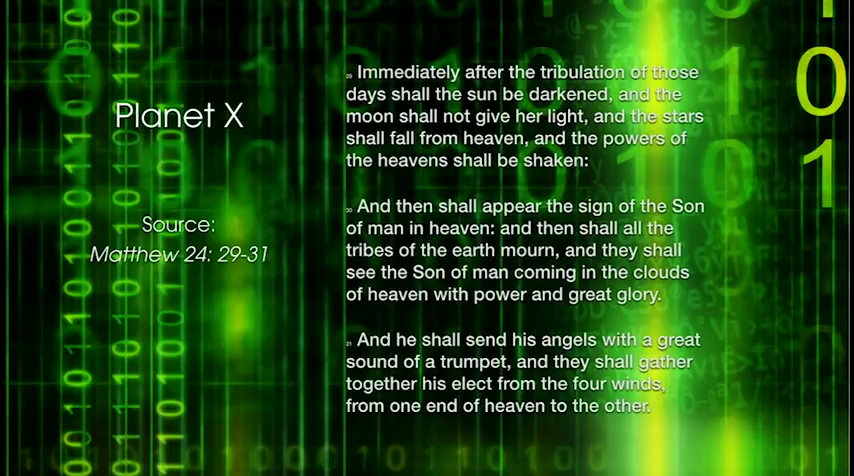 Planet X
Source:
Matthew 24: 29-31
29 Immediately after the tribulation of those
days shall the sun be darkened, and the
moon shall not give her light, and the stars
shall fall from heaven, and the powers of
the heavens shall be shaken:
30 And then shall appear the sign of the Son
of man in heaven: and then shall all the
tribes of the earth mourn, and they shall
see the Son of man coming in the clouds
of heaven with power and great glory.
31 And he shall send his angels with a great
sound of a trumpet, and they shall gather
together his elect from the four winds,
from one end of heaven to the other.